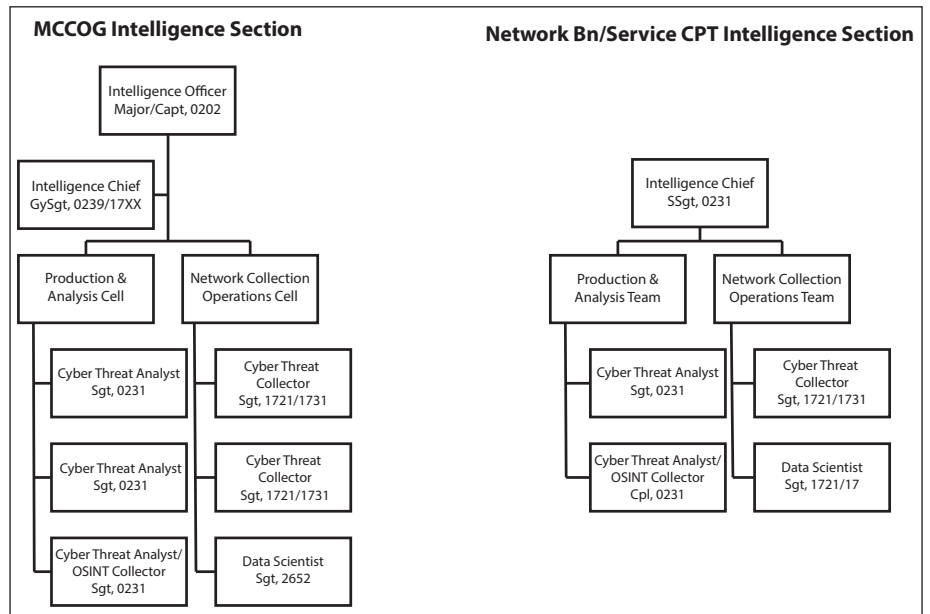 MCCOG Intelligence Section
Intelligence Officer
Major/Capt, 0202
Intelligence Chief
GySgt, 0239/17XX
Production &
Analysis Cell
Network Collection
Operations Cell
Cyber Threat Analyst
Sgt, 0231
Cyber Threat
Collector
Sgt, 1721/1731
Cyber Threat Analyst
Sgt, 0231
Cyber Threat
Collector
Sgt, 1721/1731
Cyber Threat Analyst/
OSINT Collector
Sgt, 0231
Data Scientist
Sgt, 2652
Network Bn/Service CPT Intelligence Section
Intelligence Chief
SSgt, 0231
Production &
Analysis Team
Network Collection
Operations Team
Cyber Threat Analyst
Sgt, 0231
Cyber Threat
Collector
Sgt, 1721/1731
Cyber Threat Analyst/
OSINT Collector
Cpl, 0231
Data Scientist
Sgt, 1721/17